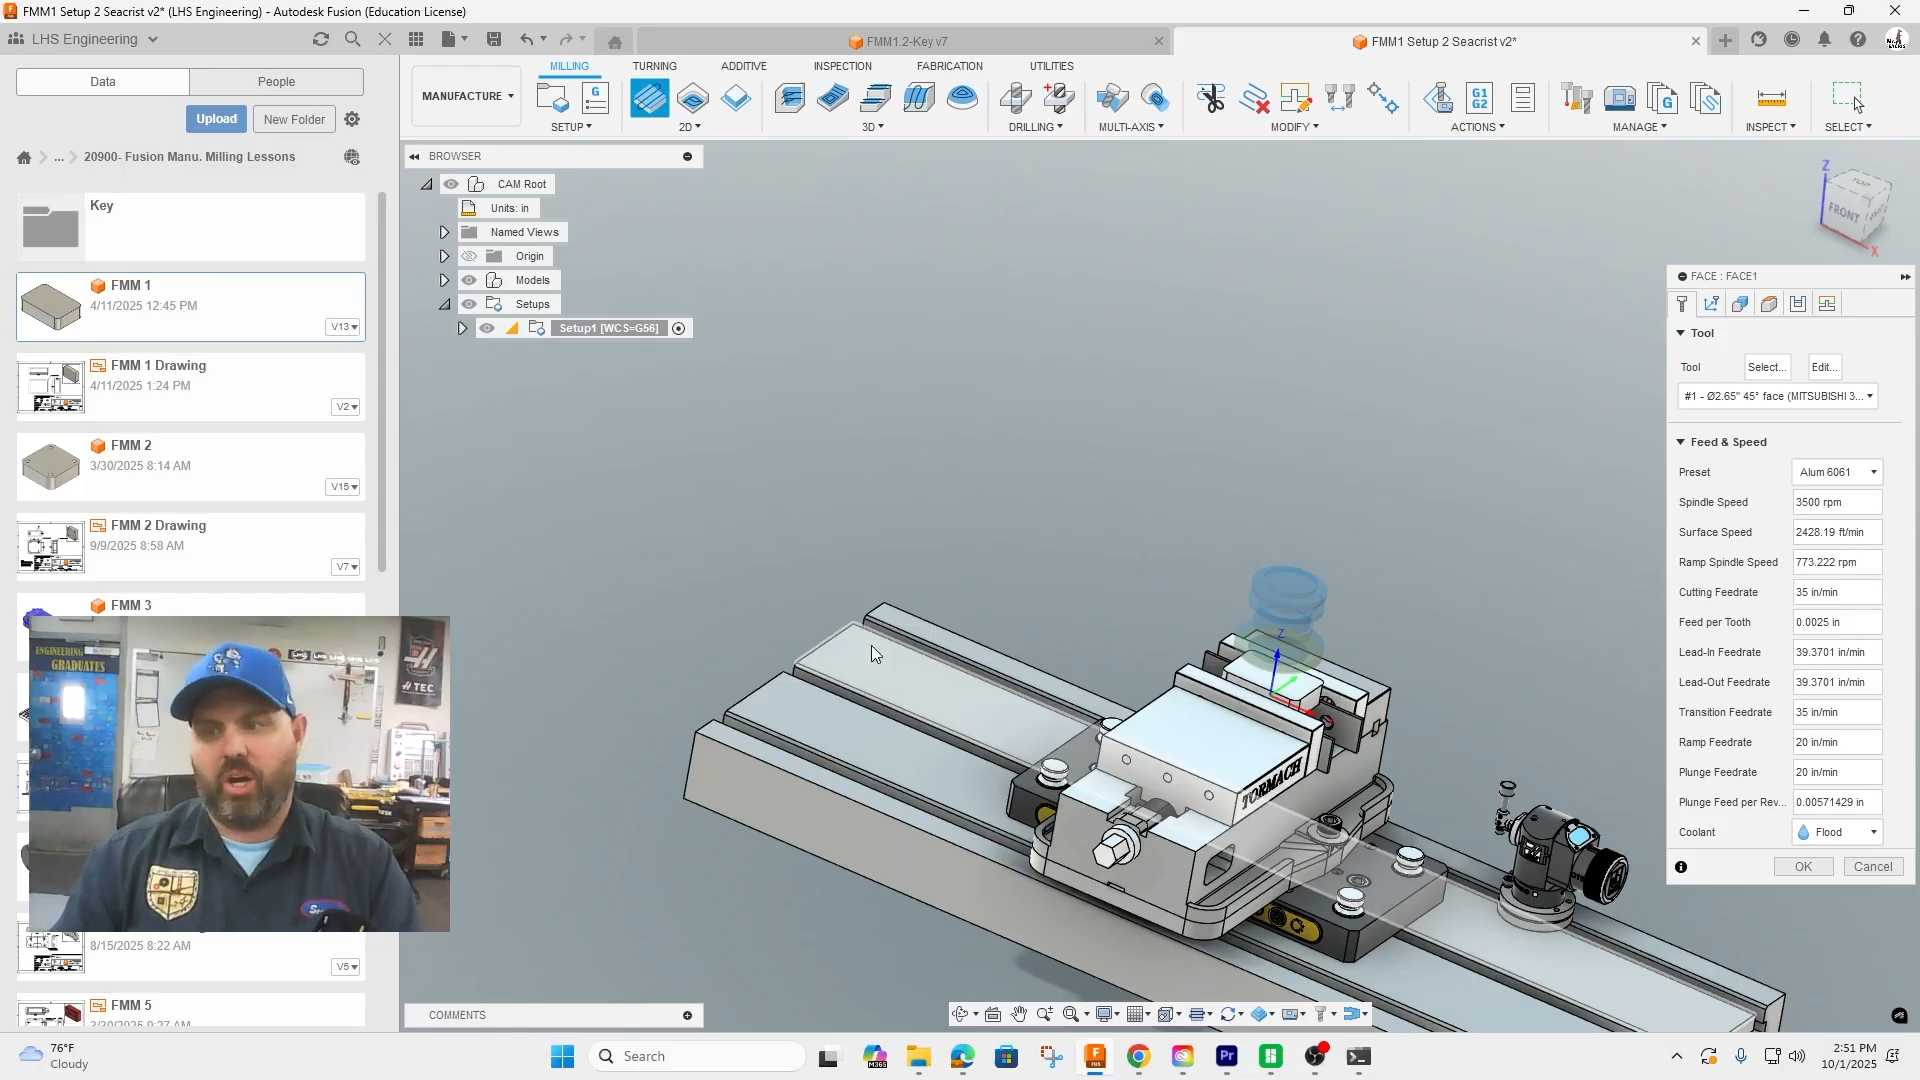 FMM1 Setup 2 Seacrist v2* (LHS Engineering) - Autodesk Fusion (Education License)
LHS Engineering
FMM1.2-Key v7
FMM1 Setup 2 Seacrist v2*
Data
People
Upload
New Folder
...
20900- Fusion Manu. Milling Lessons
Key
FMM 1
4/11/2025 12:45 PM
V13
FMM 1 Drawing
4/11/2025 1:24 PM
V2
FMM 2
3/30/2025 8:14 AM
V15
FMM 2 Drawing
9/9/2025 8:58 AM
V7
FMM 3
8/15/2025 8:22 AM
V5
FMM 5
MANUFACTURE
MILLING
TURNING
ADDITIVE
INSPECTION
FABRICATION
UTILITIES
SETUP
2D
3D
DRILLING
MULTI-AXIS
MODIFY
ACTIONS
MANAGE
INSPECT
SELECT
G1
G2
BROWSER
CAM Root
Units: in
Named Views
Origin
Models
Setups
Setup1 [WCS=G56]
Z
TOP
FRONT
X
FACE : FACE1
Tool
Tool
Select...
Edit...
#1 - Ø2.65" 45° face (MITSUBISHI 3...
Feed & Speed
Preset
Alum 6061
Spindle Speed
3500 rpm
Surface Speed
2428.19 ft/min
Ramp Spindle Speed
773.222 rpm
Cutting Feedrate
35 in/min
Feed per Tooth
0.0025 in
Lead-In Feedrate
39.3701 in/min
Lead-Out Feedrate
39.3701 in/min
Transition Feedrate
35 in/min
Ramp Feedrate
20 in/min
Plunge Feedrate
20 in/min
Plunge Feed per Rev...
0.00571429 in
Coolant
Flood
OK
Cancel
Z
TORMACH
ENGINEERING
GRADUATES
H TEC
COMMENTS
76°F
Cloudy
Search
M365
FUS
Pr
2:51 PM
10/1/2025